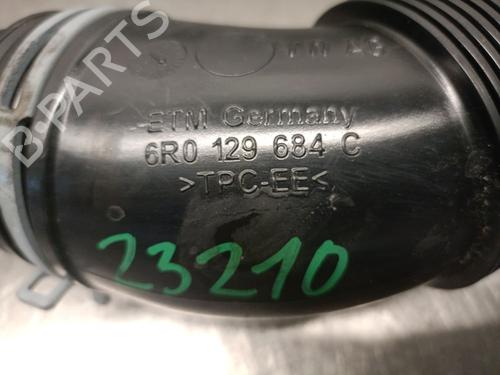 B-PARTS
ETM Germany
6R0 129 684 C
>TPC-EE<
23210